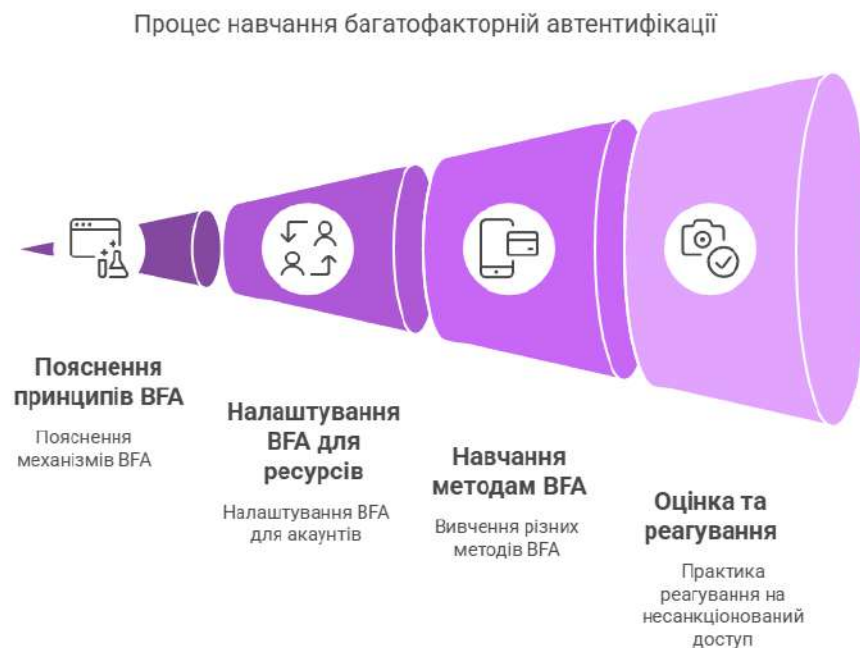 Процес навчання багатофакторній автентифікації
Пояснення
принципів BFA
Пояснення
механізмів BFA
Налаштування
BFA для
ресурсів
Налаштування BFA
для акаунтів
Навчання
методам BFA
Вивчення різних
методів BFA
Оцінка та
реагування
Практика
реагування на
несанкціонований
доступ